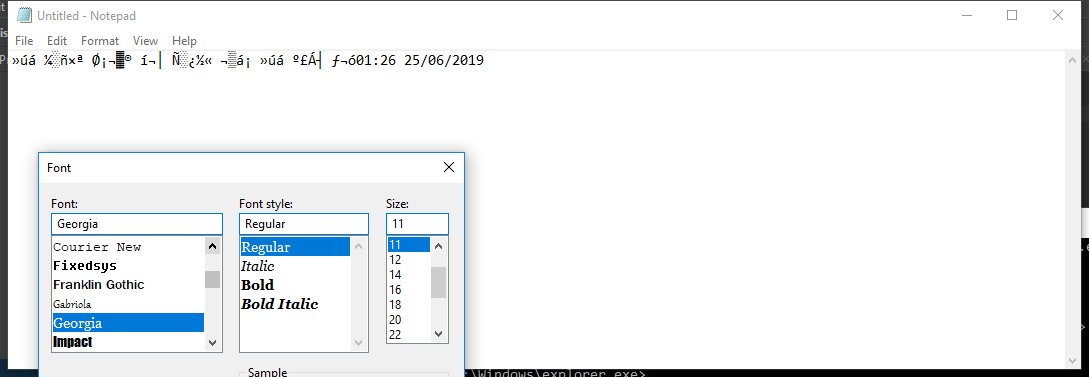 Untitled - Notepad
File Edit Format View Help
»úá ¼░ñ×ª Ø¡¬▓® í¬│ Ñ░¿½« ¬▒á¡ »úá º£Á┤ ƒ¬ó01:26 25/06/2019
Font
Font: Font style: Size:
Georgia Regular 11
Courier New Regular 11
Fixedsys Italic 12
Franklin Gothic Bold 14
Gabriola Bold Italic 16
Georgia 18
Impact 20
22
Sample
:\Windows\explorer.exe>